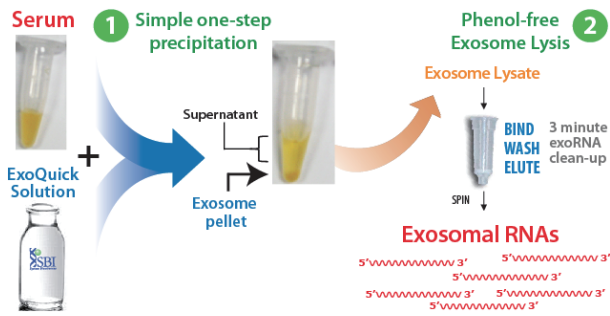 Serum
ExoQuick
Solution
SBI
+
1
Simple one-step
precipitation
Supernatant
Exosome
pellet
Phenol-free
Exosome Lysis
2
Exosome Lysate
BIND
WASH
ELUTE
3 minute
exoRNA
clean-up
SPIN
Exosomal RNAs
5’ 3’
5’ 3’
5’ 3’
5’ 3’
5’ 3’
5’ 3’